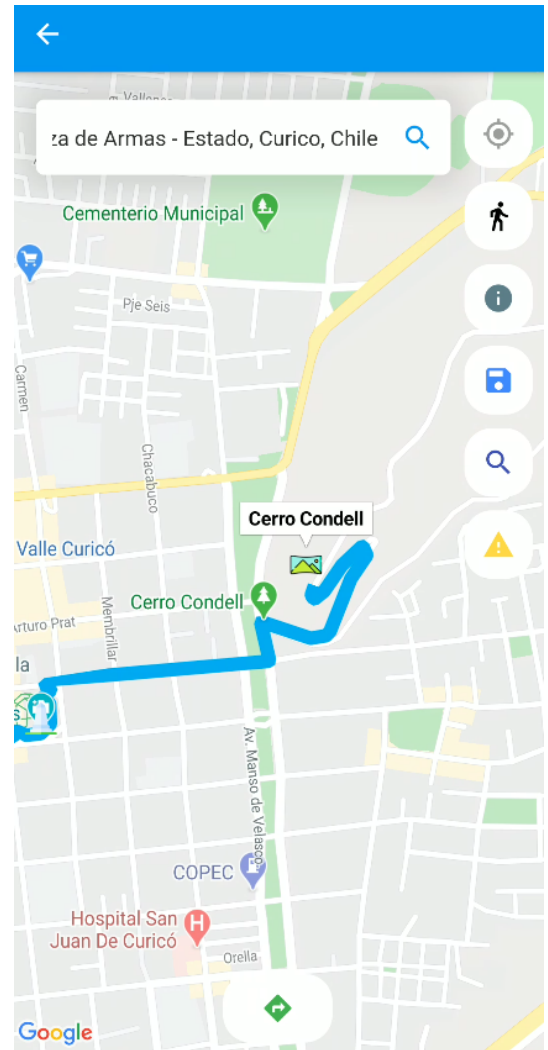 za de Armas - Estado, Curico, Chile
Cementerio Municipal
Pje Seis
Carmen
Chacabuco
Cerro Condell
Valle Curicó
Cerro Condell
Membrillar
Arturo Prat
la
s
Av. Manso de Velasco
COPEC
Hospital San
Juan De Curicó
Orella
Google